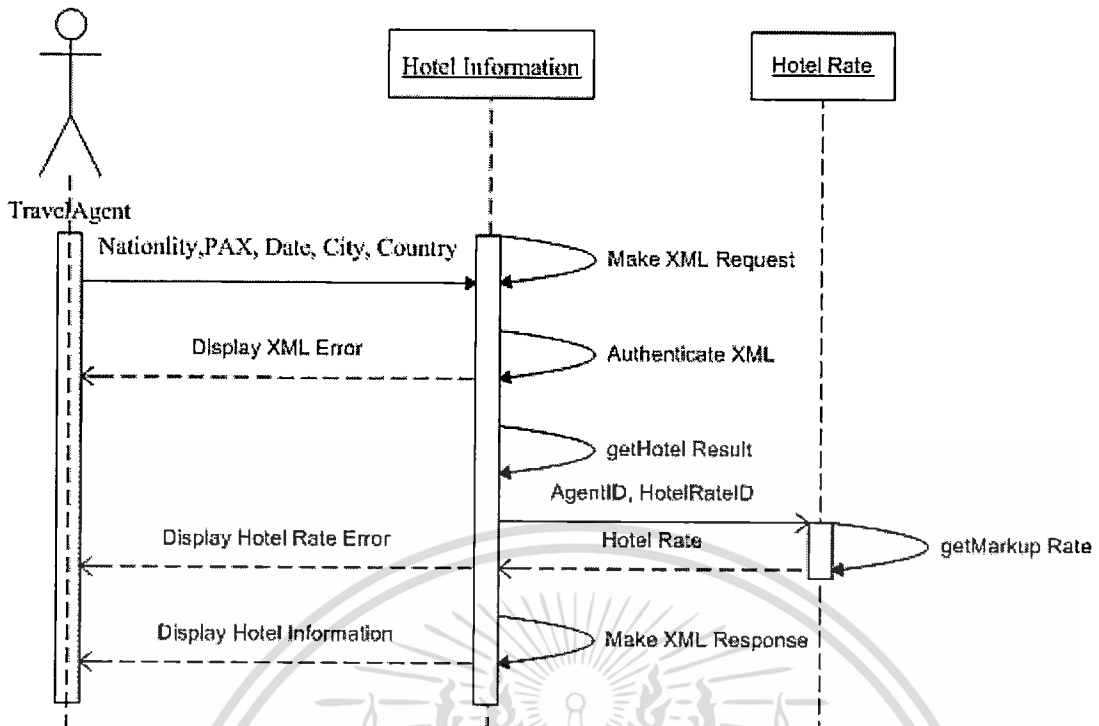 Hotel Information
Hotel Rate
TravelAgent
Nationlity,PAX, Date, City, Country
Make XML Request
Display XML Error
Authenticate XML
getHotel Result
AgentID, HotelRateID
Display Hotel Rate Error
Hotel Rate
getMarkup Rate
Display Hotel Information
Make XML Response